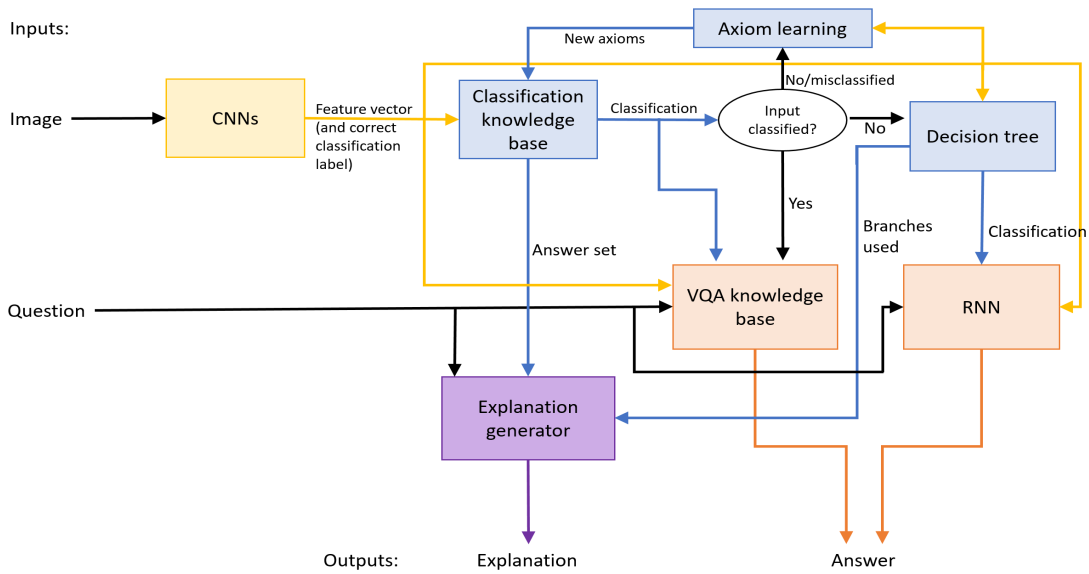 Inputs:
Axiom learning
New axioms
No/misclassified
Image
CNNs
Feature vector
(and correct
classification
label)
Classification
knowledge
base
Classification
Input
classified?
No
Decision tree
Yes
Branches
used
Classification
Answer set
Question
VQA knowledge
base
RNN
Explanation
generator
Outputs:
Explanation
Answer